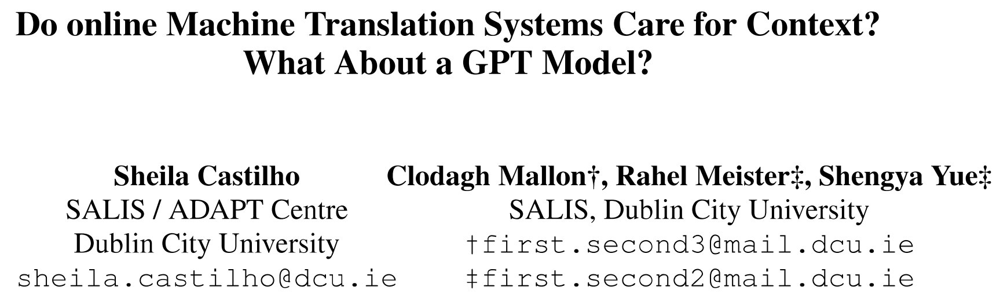 Do online Machine Translation Systems Care for Context?
What About a GPT Model?
Sheila Castilho
SALIS / ADAPT Centre
Dublin City University
sheila.castilho@dcu.ie
Clodagh Mallon†, Rahel Meister‡, Shengya Yue‡
SALIS, Dublin City University
†first.second3@mail.dcu.ie
‡first.second2@mail.dcu.ie